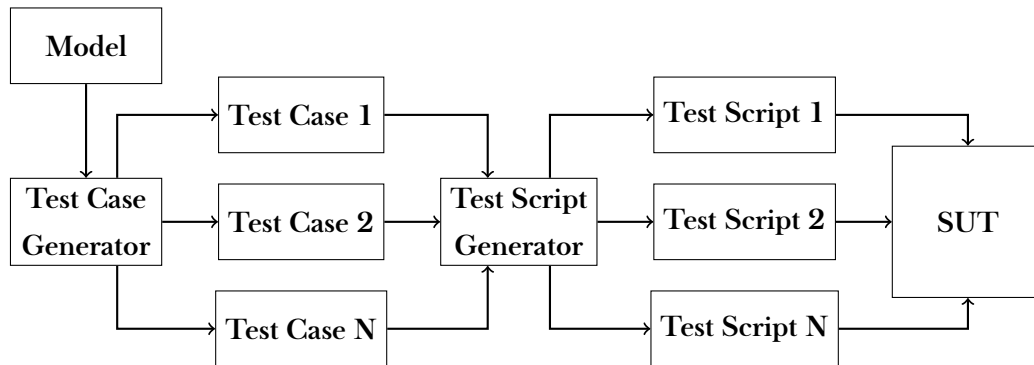 Model
Test Case 1
Test Script 1
Test Case
Generator
Test Case 2
Test Script
Generator
Test Script 2
SUT
Test Case N
Test Script N